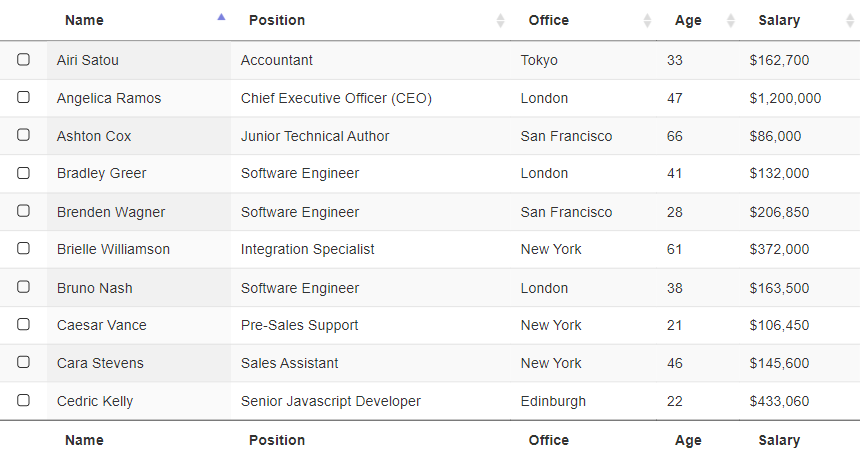 Name Position Office Age Salary
Airi Satou Accountant Tokyo 33 $162,700
Angelica Ramos Chief Executive Officer (CEO) London 47 $1,200,000
Ashton Cox Junior Technical Author San Francisco 66 $86,000
Bradley Greer Software Engineer London 41 $132,000
Brenden Wagner Software Engineer San Francisco 28 $206,850
Brielle Williamson Integration Specialist New York 61 $372,000
Bruno Nash Software Engineer London 38 $163,500
Caesar Vance Pre-Sales Support New York 21 $106,450
Cara Stevens Sales Assistant New York 46 $145,600
Cedric Kelly Senior Javascript Developer Edinburgh 22 $433,060
Name Position Office Age Salary